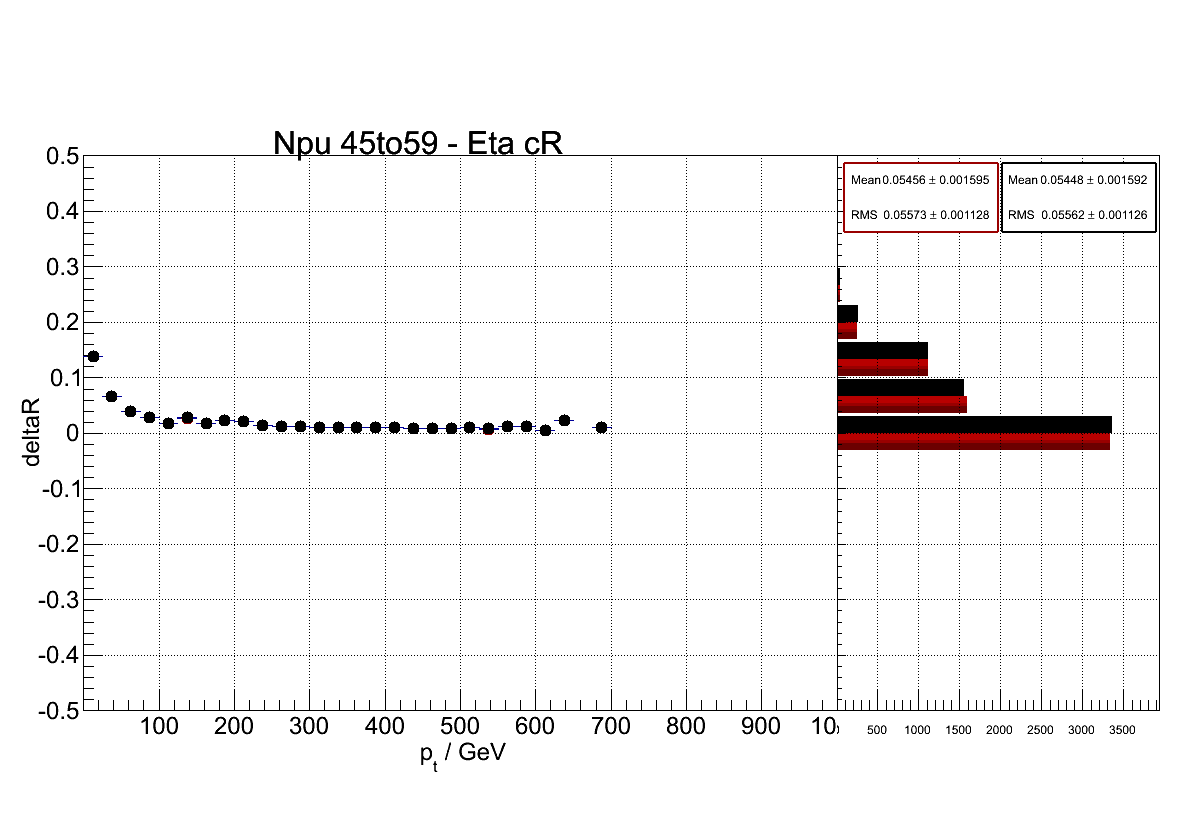 Npu 45to59 - Eta cR
0.5
0.4
0.3
0.2
0.1
0
-0.1
-0.2
-0.3
-0.4
-0.5
deltaR
100 200 300 400 500 600 700 800 900 10
p_t / GeV
Mean 0.05456 ± 0.001595
RMS 0.05573 ± 0.001128
Mean 0.05448 ± 0.001592
RMS 0.05562 ± 0.001126
500 1000 1500 2000 2500 3000 3500